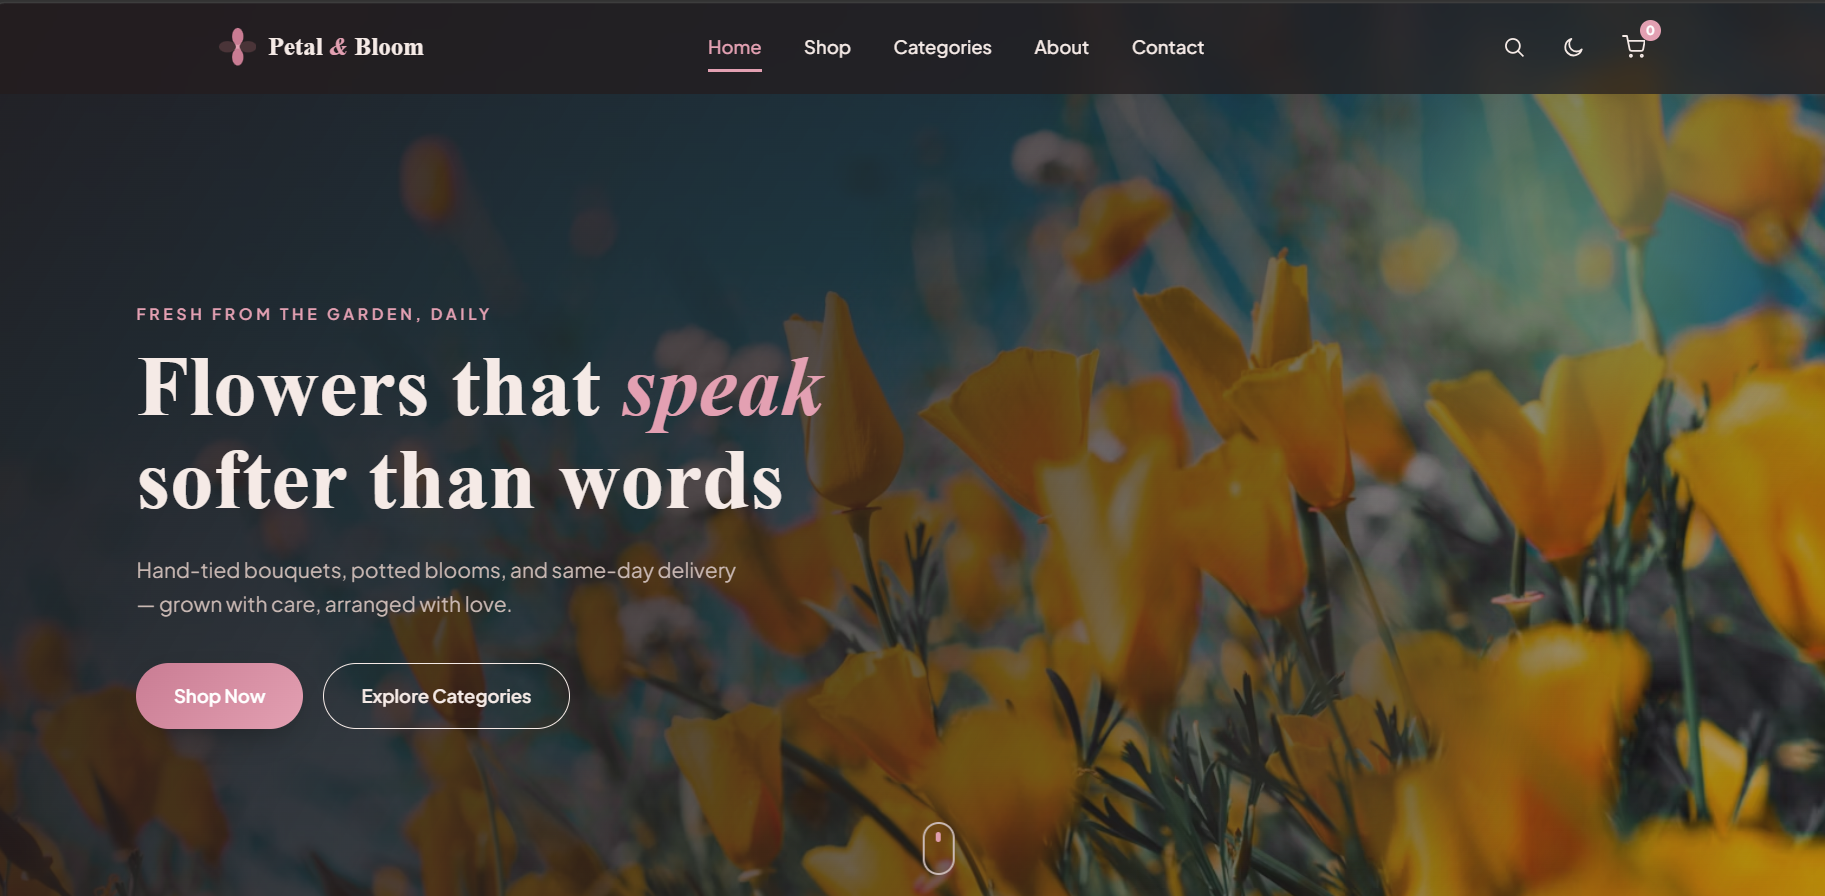 Petal & Bloom
Home
Shop
Categories
About
Contact
0
FRESH FROM THE GARDEN, DAILY
Flowers that speak
softer than words
Hand-tied bouquets, potted blooms, and same-day delivery
— grown with care, arranged with love.
Shop Now
Explore Categories